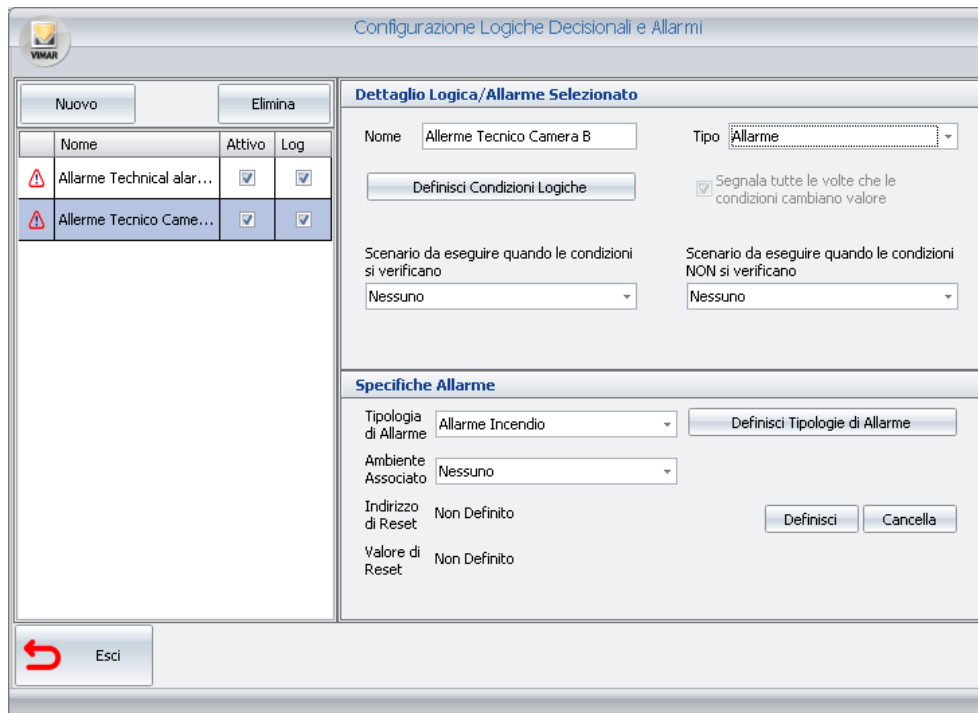 Configurazione Logiche Decisionali e Allarmi
VIMAR
Nuovo
Elimina
Nome
Attivo
Log
Allarme Technical alar...
Allerme Tecnico Came...
Dettaglio Logica/Allarme Selezionato
Nome
Allerme Tecnico Camera B
Tipo
Allarme
Definisci Condizioni Logiche
Segnala tutte le volte che le
condizioni cambiano valore
Scenario da eseguire quando le condizioni
si verificano
Nessuno
Scenario da eseguire quando le condizioni
NON si verificano
Nessuno
Specifiche Allarme
Tipologia
di Allarme
Allarme Incendio
Definisci Tipologie di Allarme
Ambiente
Associato
Nessuno
Indirizzo
di Reset
Non Definito
Definisci
Cancella
Valore di
Reset
Non Definito
Esci